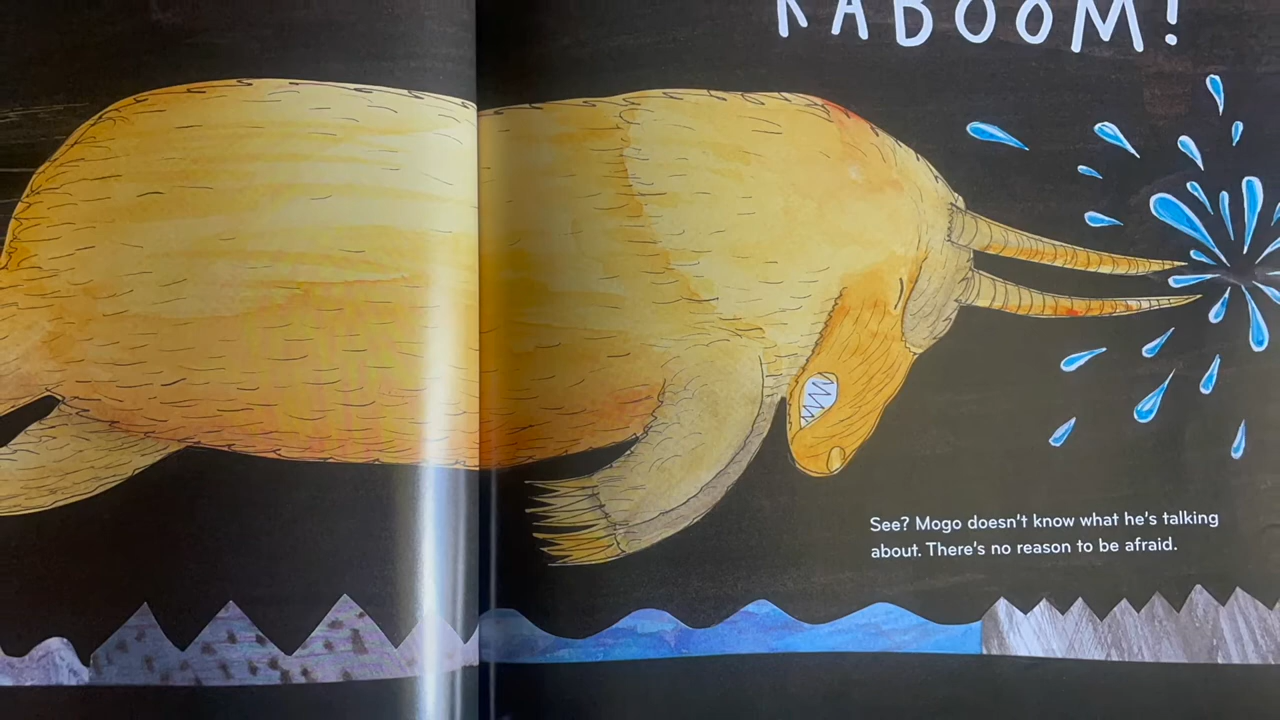 KABOOM!
See? Mogo doesn't know what he's talking
about. There's no reason to be afraid.